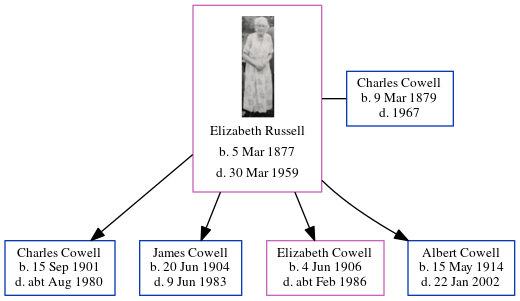 Elizabeth Russell
b. 5 Mar 1877
d. 30 Mar 1959
Charles Cowell
b. 9 Mar 1879
d. 1967
Charles Cowell
b. 15 Sep 1901
d. abt Aug 1980
James Cowell
b. 20 Jun 1904
d. 9 Jun 1983
Elizabeth Cowell
b. 4 Jun 1906
d. abt Feb 1986
Albert Cowell
b. 15 May 1914
d. 22 Jan 2002